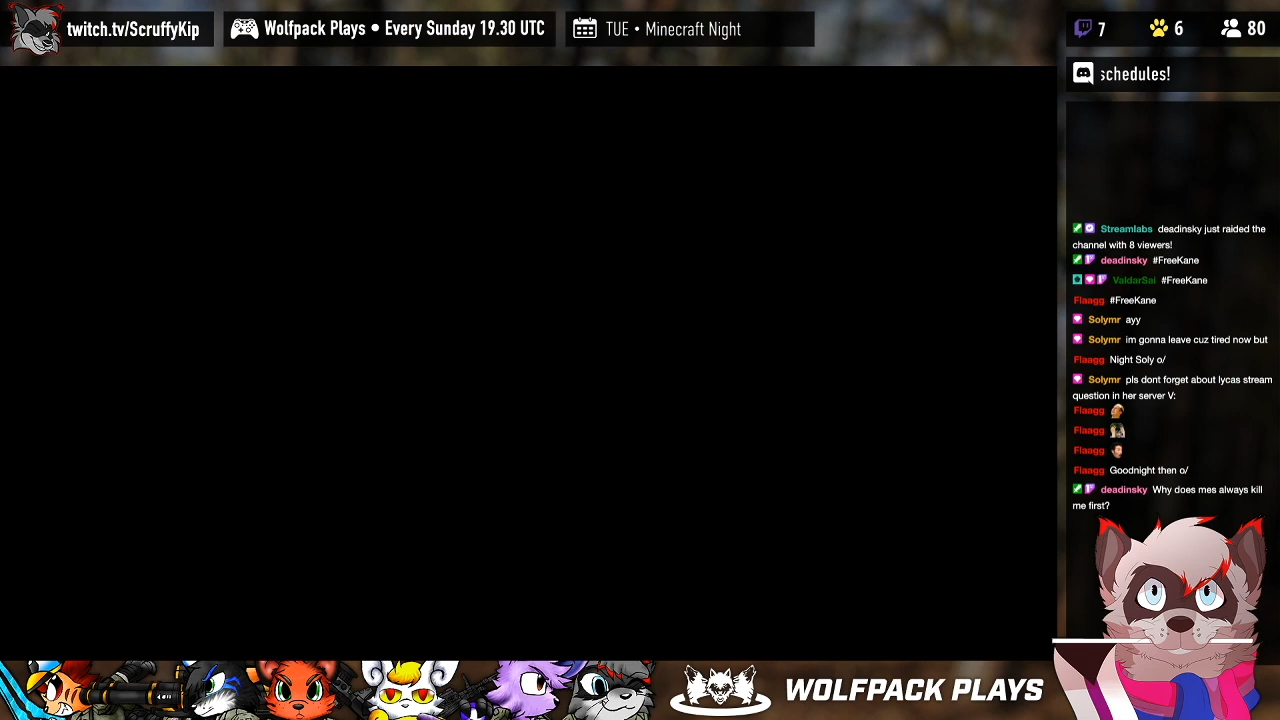 twitch.tv/ScruffyKip
Wolfpack Plays • Every Sunday 19.30 UTC
TUE • Minecraft Night
7
6
80
schedules!
Streamlabs deadinsky just raided the
channel with 8 viewers!
deadinsky #FreeKane
ValdarSai #FreeKane
Flaagg #FreeKane
Solymr ayy
Solymr im gonna leave cuz tired now but
Flaagg Night Soly o/
Solymr pls dont forget about lycas stream
question in her server V:
Flaagg
Flaagg
Flaagg
Flaagg Goodnight then o/
deadinsky Why does mes always kill
me first?
WOLFPACK PLAYS